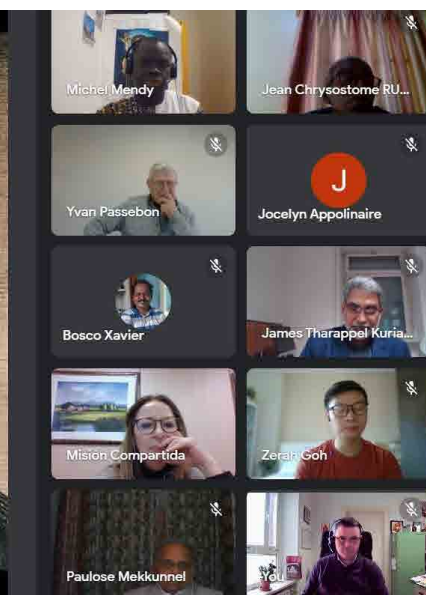 Michel Mendy
Jean Chrysostome RU...
Yvan Passebon
J
Jocelyn Appolinaire
Bosco Xavier
James Tharappel Kuria...
Misión Compartida
Zerah Goh
Paulose Mekkunnel
You